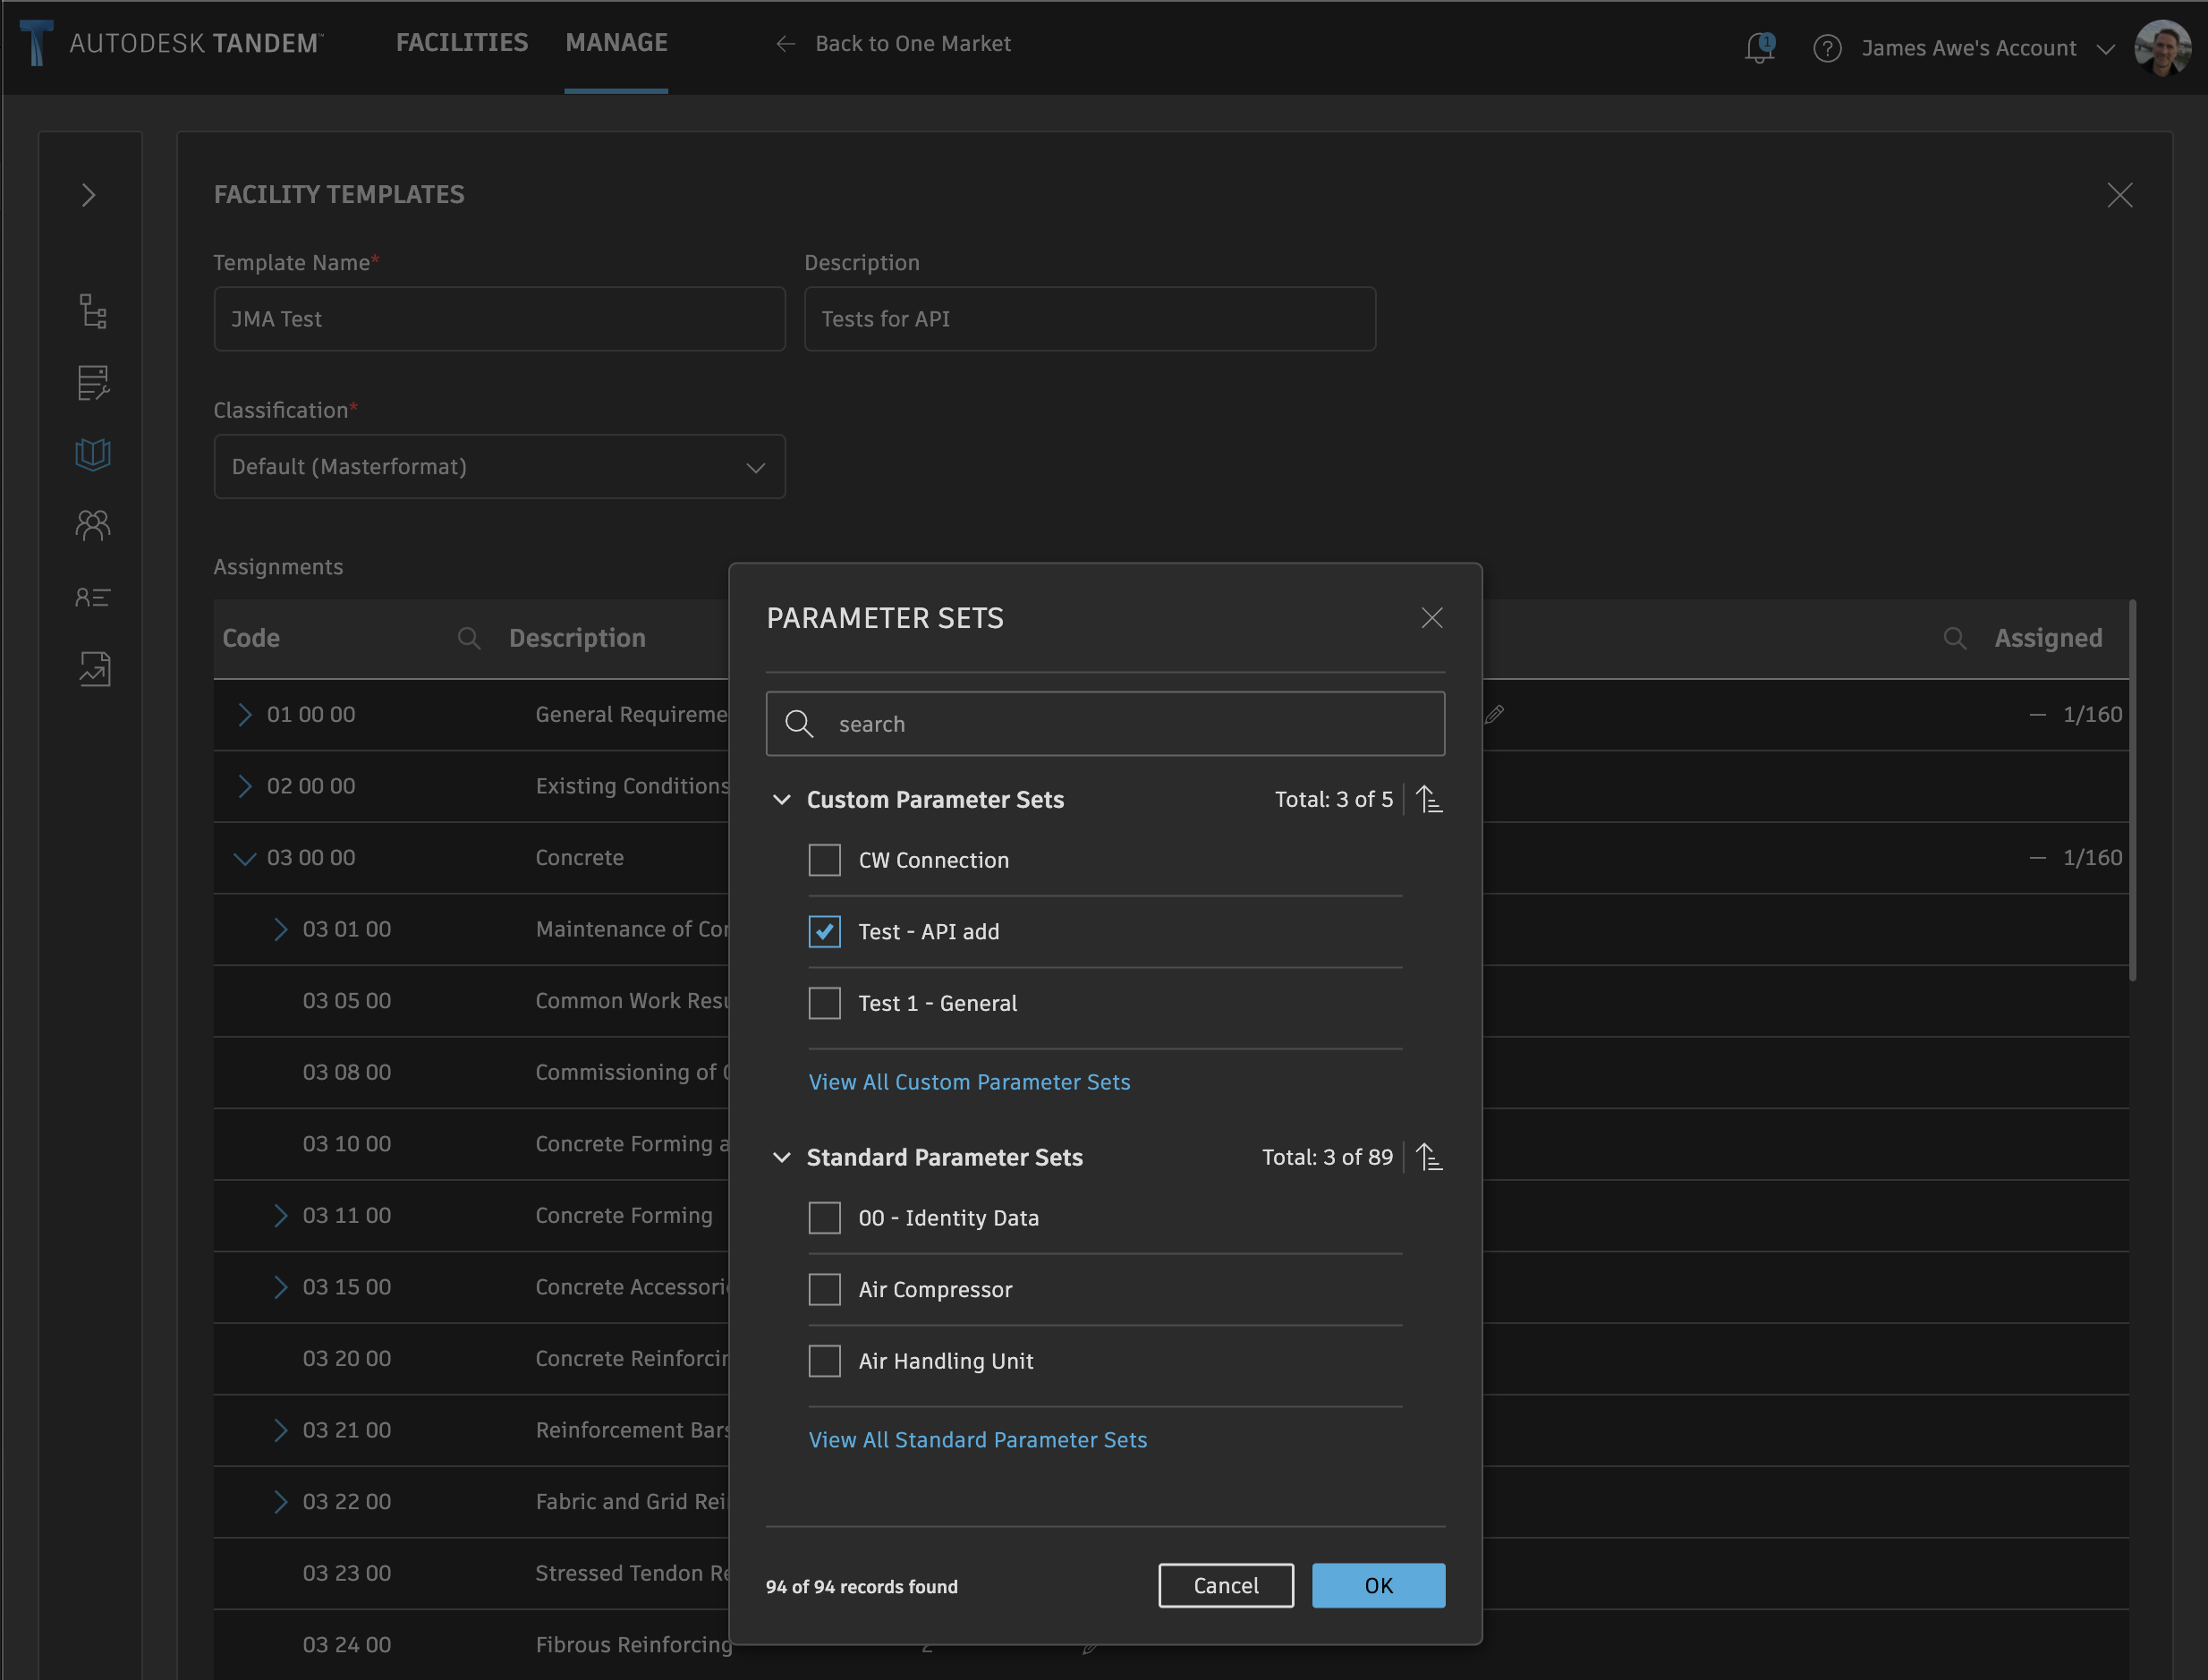 AUTODESK TANDEM™
FACILITIES
MANAGE
← Back to One Market
1
?
James Awe's Account
FACILITY TEMPLATES
Template Name*
Description
JMA Test
Tests for API
Classification*
Default (Masterformat)
Assignments
Code
Description
Assigned
01 00 00 General Requireme — 1/160
02 00 00 Existing Conditions
03 00 00 Concrete — 1/160
03 01 00 Maintenance of Cor
03 05 00 Common Work Resu
03 08 00 Commissioning of
03 10 00 Concrete Forming a
03 11 00 Concrete Forming
03 15 00 Concrete Accessori
03 20 00 Concrete Reinforcir
03 21 00 Reinforcement Bars
03 22 00 Fabric and Grid Rei
03 23 00 Stressed Tendon Re
03 24 00 Fibrous Reinforcing
PARAMETER SETS
search
Custom Parameter Sets Total: 3 of 5
CW Connection
Test - API add
Test 1 - General
View All Custom Parameter Sets
Standard Parameter Sets Total: 3 of 89
00 - Identity Data
Air Compressor
Air Handling Unit
View All Standard Parameter Sets
94 of 94 records found
Cancel
OK